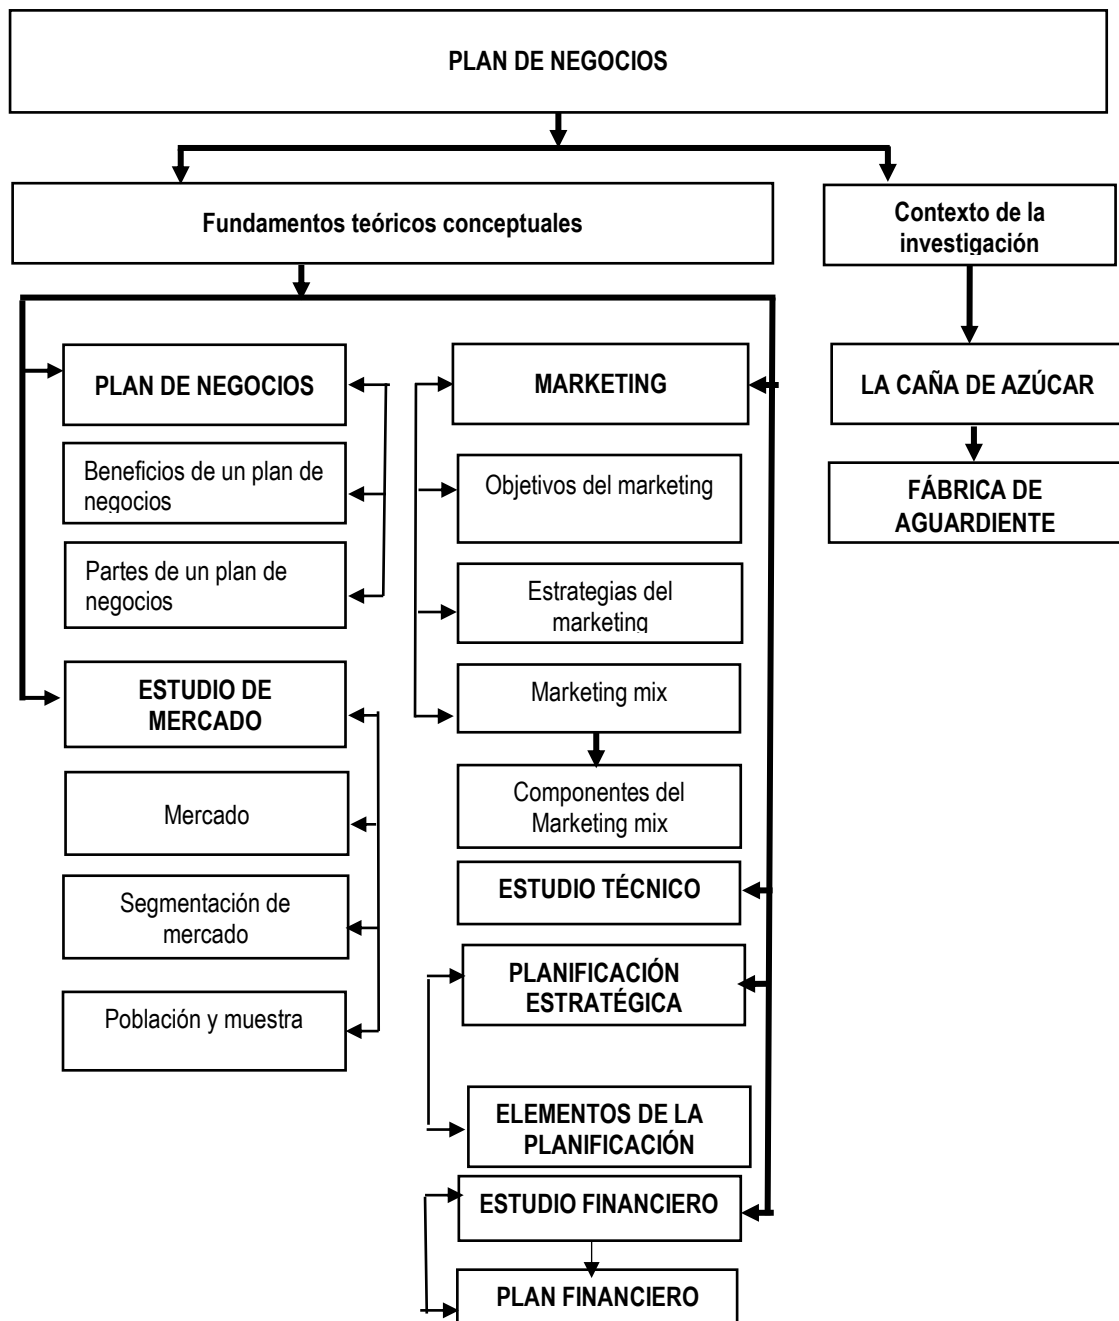 PLAN DE NEGOCIOS
Fundamentos teóricos conceptuales
Contexto de la
investigación
PLAN DE NEGOCIOS
Beneficios de un plan de
negocios
Partes de un plan de
negocios
ESTUDIO DE
MERCADO
Mercado
Segmentación de
mercado
Población y muestra
MARKETING
Objetivos del marketing
Estrategias del
marketing
Marketing mix
Componentes del
Marketing mix
ESTUDIO TÉCNICO
PLANIFICACIÓN
ESTRATÉGICA
ELEMENTOS DE LA
PLANIFICACIÓN
ESTUDIO FINANCIERO
PLAN FINANCIERO
LA CAÑA DE AZÚCAR
FÁBRICA DE
AGUARDIENTE